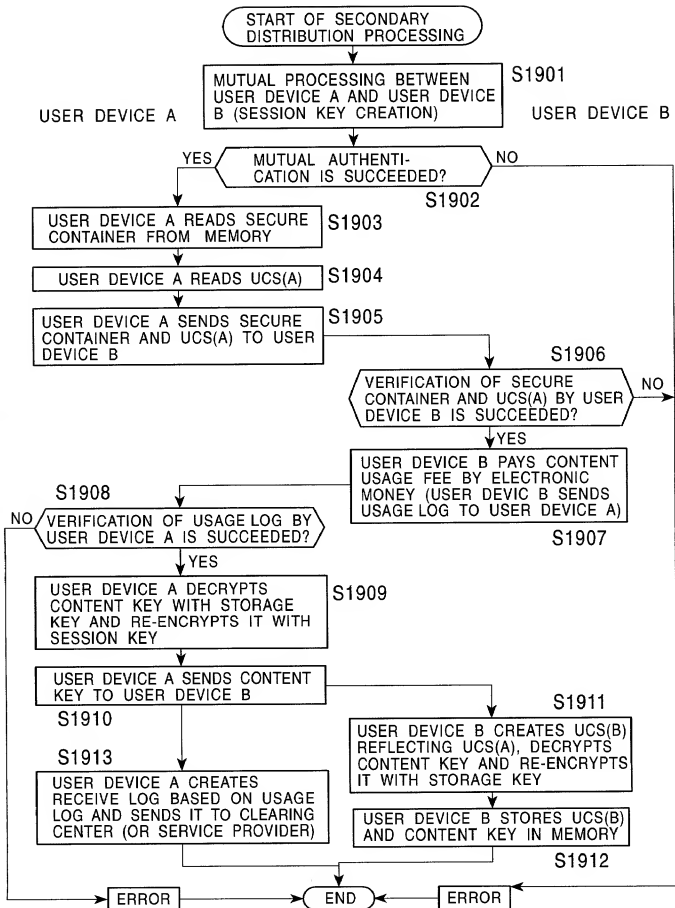 START OF SECONDARY
DISTRIBUTION PROCESSING
S1901
MUTUAL PROCESSING BETWEEN
USER DEVICE A AND USER DEVICE
B (SESSION KEY CREATION)
USER DEVICE A
USER DEVICE B
YES
MUTUAL AUTHENTI-
CATION IS SUCCEEDED?
NO
S1902
USER DEVICE A READS SECURE
CONTAINER FROM MEMORY
S1903
USER DEVICE A READS UCS(A)
S1904
USER DEVICE A SENDS SECURE
CONTAINER AND UCS(A) TO USER
DEVICE B
S1905
S1906
VERIFICATION OF SECURE
CONTAINER AND UCS(A) BY USER
DEVICE B IS SUCCEEDED?
NO
YES
USER DEVICE B PAYS CONTENT
USAGE FEE BY ELECTRONIC
MONEY (USER DEVIC B SENDS
USAGE LOG TO USER DEVICE A)
S1907
S1908
NO
VERIFICATION OF USAGE LOG BY
USER DEVICE A IS SUCCEEDED?
YES
USER DEVICE A DECRYPTS
CONTENT KEY WITH STORAGE
KEY AND RE-ENCRYPTS IT WITH
SESSION KEY
S1909
USER DEVICE A SENDS CONTENT
KEY TO USER DEVICE B
S1910
S1911
USER DEVICE B CREATES UCS(B)
REFLECTING UCS(A), DECRYPTS
CONTENT KEY AND RE-ENCRYPTS
IT WITH STORAGE KEY
S1913
USER DEVICE A CREATES
RECEIVE LOG BASED ON USAGE
LOG AND SENDS IT TO CLEARING
CENTER (OR SERVICE PROVIDER)
USER DEVICE B STORES UCS(B)
AND CONTENT KEY IN MEMORY
S1912
ERROR
END
ERROR